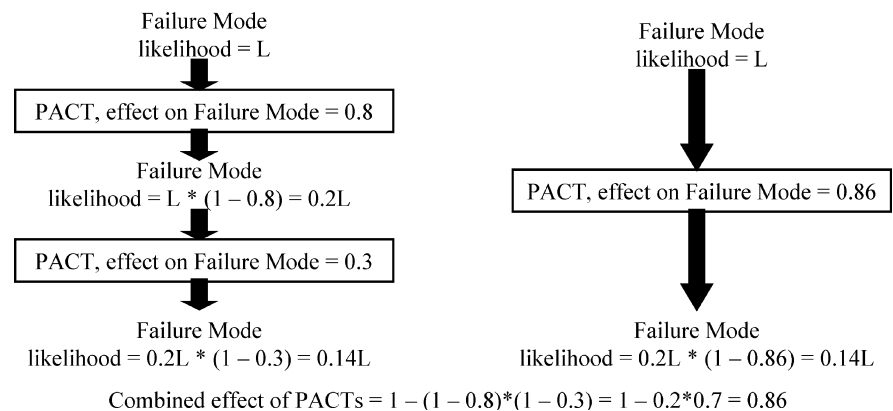 Failure Mode
likelihood = L
PACT, effect on Failure Mode = 0.8
Failure Mode
likelihood = L * (1 – 0.8) = 0.2L
PACT, effect on Failure Mode = 0.3
Failure Mode
likelihood = 0.2L * (1 – 0.3) = 0.14L
Failure Mode
likelihood = L
PACT, effect on Failure Mode = 0.86
Failure Mode
likelihood = 0.2L * (1 – 0.86) = 0.14L
Combined effect of PACTs = 1 – (1 – 0.8)*(1 – 0.3) = 1 – 0.2*0.7 = 0.86